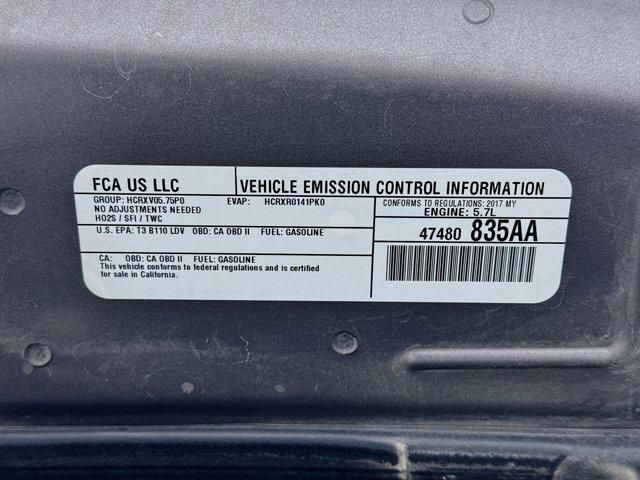 FCA US LLC
VEHICLE EMISSION CONTROL INFORMATION
GROUP: HCRXV05.75P0 EVAP: HCRXR0141PK0
NO ADJUSTMENTS NEEDED
HO2S / SFI / TWC
CONFORMS TO REGULATIONS: 2017 MY
ENGINE: 5.7L
U.S. EPA: T3 B110 LDV OBD: CA OBD II FUEL: GASOLINE
47480 835AA
CA: OBD: CA OBD II FUEL: GASOLINE
This vehicle conforms to federal regulations and is certified
for sale in California.